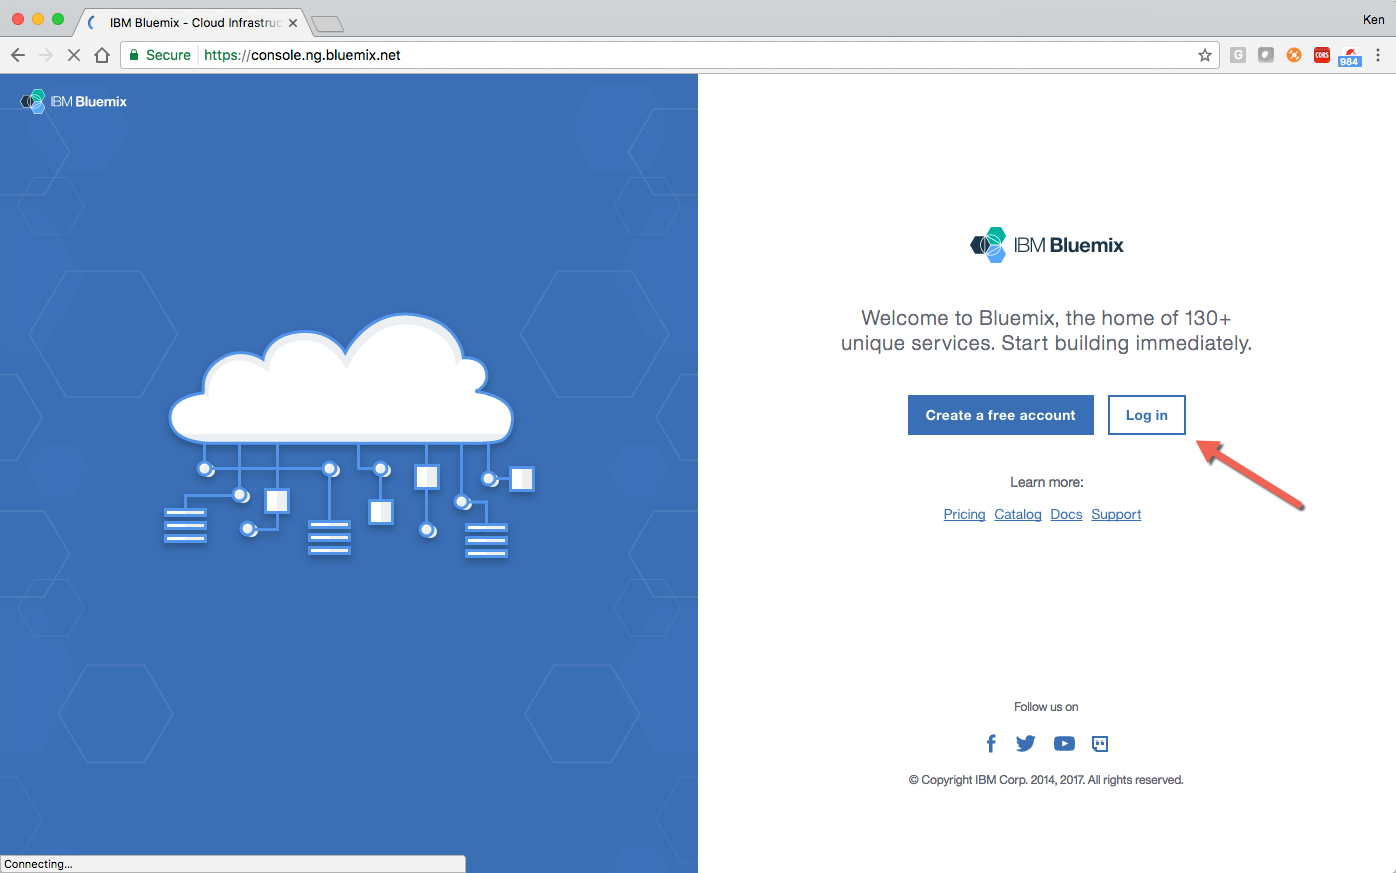 IBM Bluemix - Cloud Infrastruc
Ken
Secure
https://console.ng.bluemix.net
G
CORS
984
IBM Bluemix
IBM Bluemix
Welcome to Bluemix, the home of 130+
unique services. Start building immediately.
Create a free account
Log in
Learn more:
Pricing Catalog Docs Support
Follow us on
© Copyright IBM Corp. 2014, 2017. All rights reserved.
Connecting...